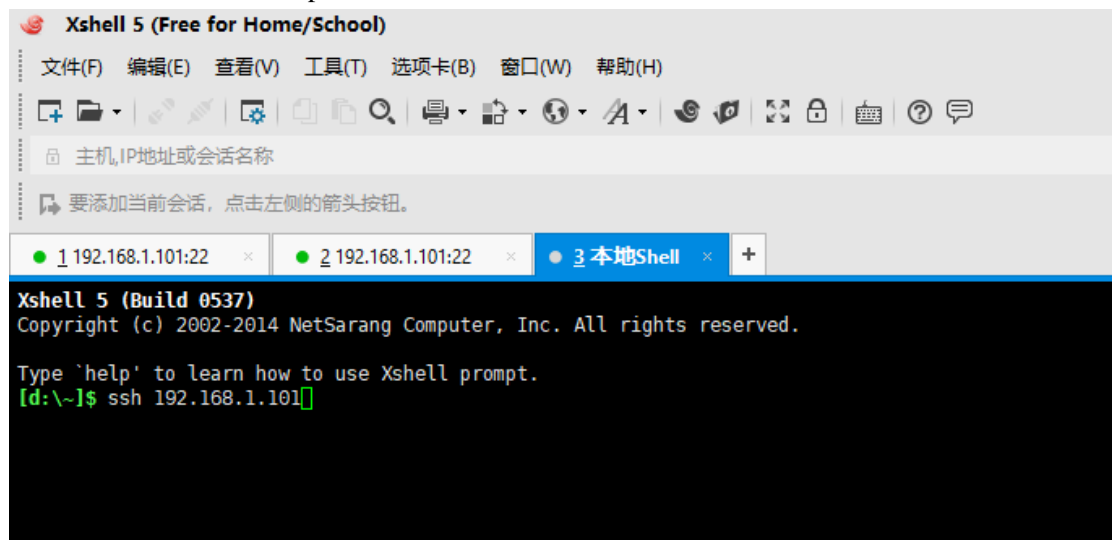 Xshell 5 (Free for Home/School)
文件(F) 编辑(E) 查看(V) 工具(T) 选项卡(B) 窗口(W) 帮助(H)
主机,IP地址或会话名称
要添加当前会话，点击左侧的箭头按钮。
1 192.168.1.101:22 × 2 192.168.1.101:22 × 3 本地Shell × +
Xshell 5 (Build 0537)
Copyright (c) 2002-2014 NetSarang Computer, Inc. All rights reserved.
Type `help' to learn how to use Xshell prompt.
[d:\~]$ ssh 192.168.1.101